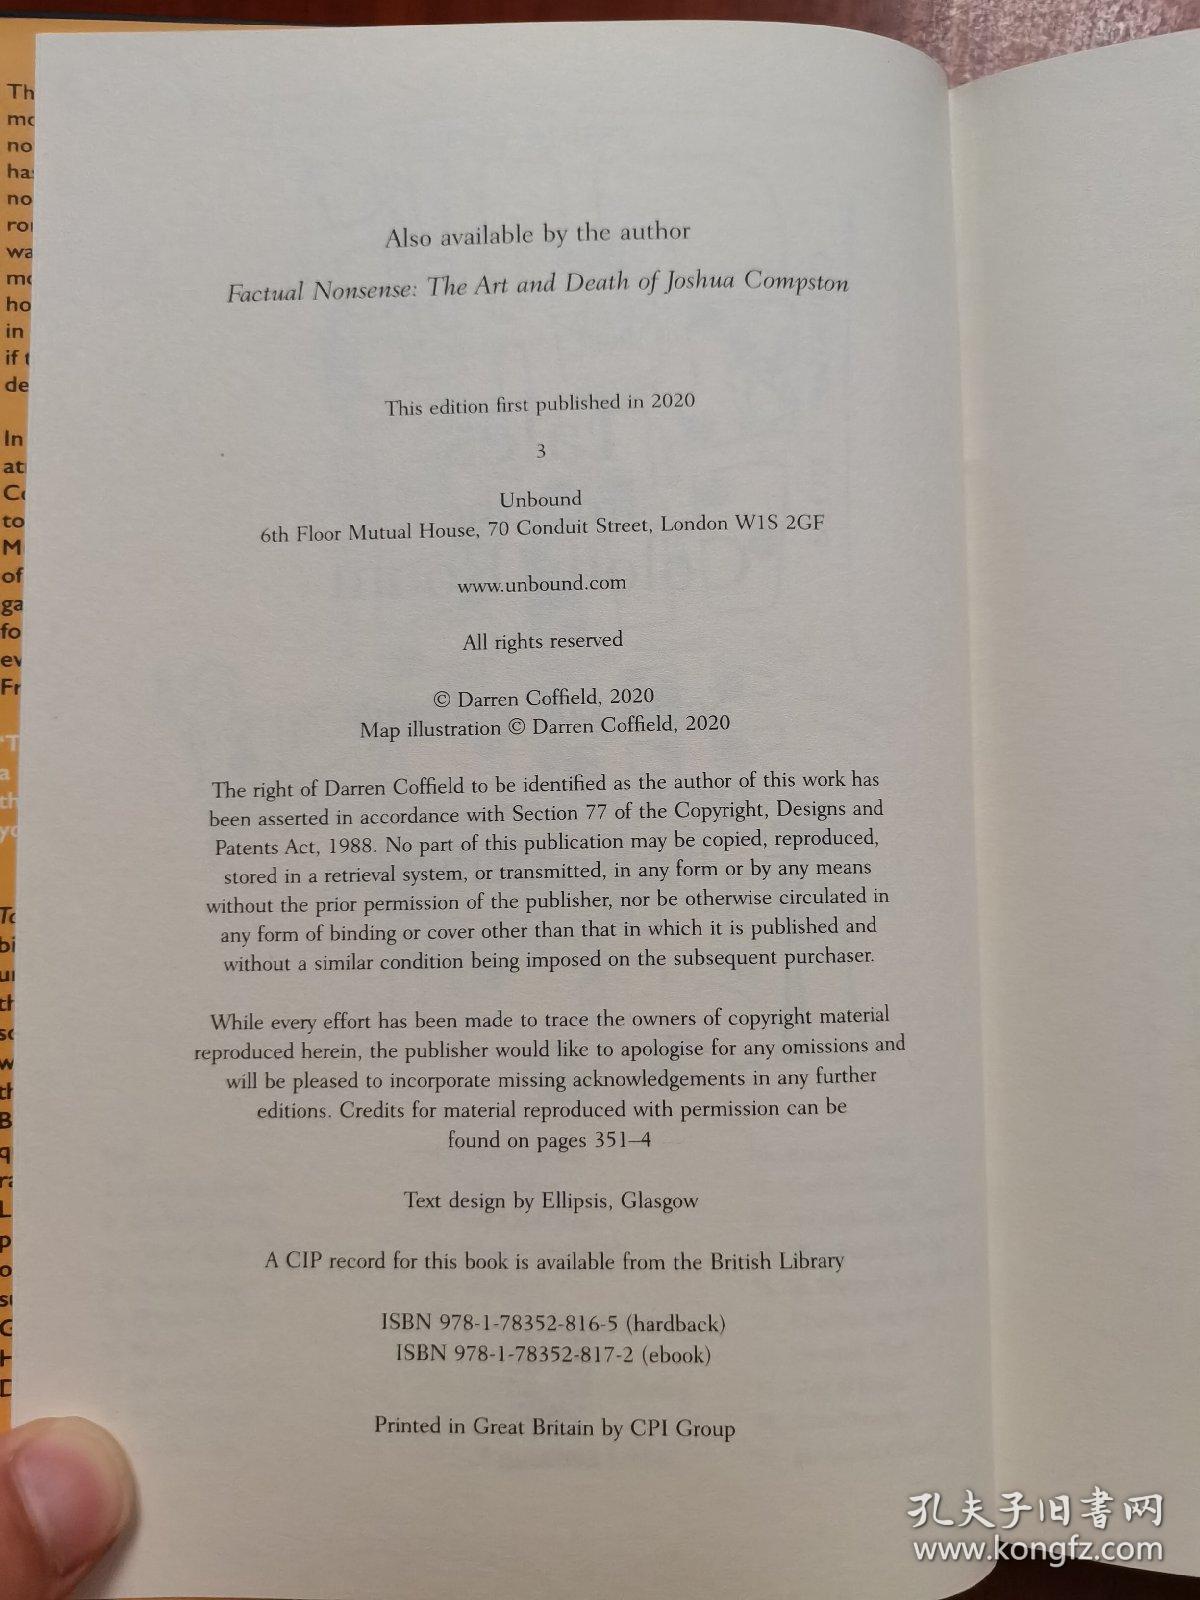 Also available by the author
Factual Nonsense: The Art and Death of Joshua Compston
This edition first published in 2020
3
Unbound
6th Floor Mutual House, 70 Conduit Street, London W1S 2GF
www.unbound.com
All rights reserved
© Darren Coffield, 2020
Map illustration © Darren Coffield, 2020
The right of Darren Coffield to be identified as the author of this work has
been asserted in accordance with Section 77 of the Copyright, Designs and
Patents Act, 1988. No part of this publication may be copied, reproduced,
stored in a retrieval system, or transmitted, in any form or by any means
without the prior permission of the publisher, nor be otherwise circulated in
any form of binding or cover other than that in which it is published and
without a similar condition being imposed on the subsequent purchaser.
While every effort has been made to trace the owners of copyright material
reproduced herein, the publisher would like to apologise for any omissions and
will be pleased to incorporate missing acknowledgements in any further
editions. Credits for material reproduced with permission can be
found on pages 351–4
Text design by Ellipsis, Glasgow
A CIP record for this book is available from the British Library
ISBN 978-1-78352-816-5 (hardback)
ISBN 978-1-78352-817-2 (ebook)
Printed in Great Britain by CPI Group
孔夫子旧书网
www.kongfz.com